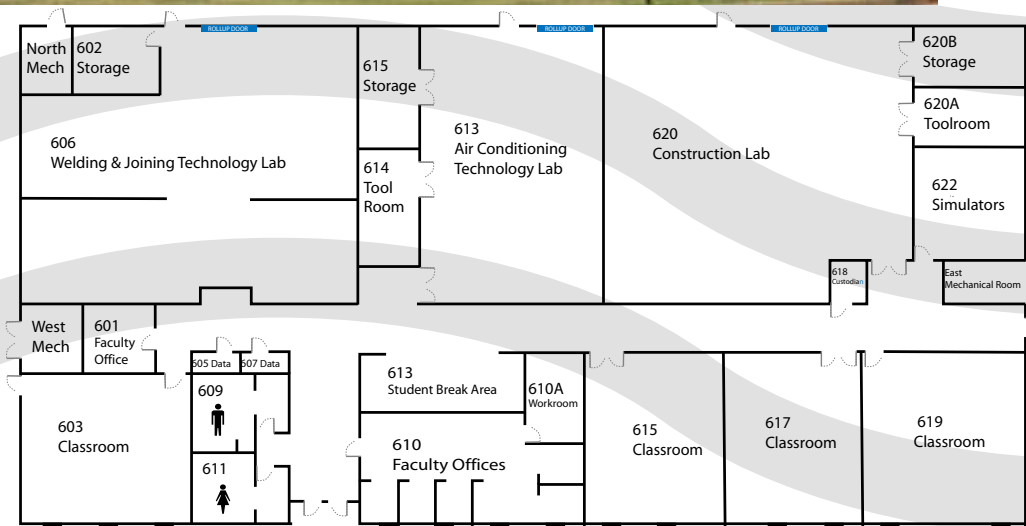 ROLLUP DOOR
ROLLUP DOOR
ROLLUP DOOR
North
Mech
602
Storage
615
Storage
620B
Storage
620A
Toolroom
606
Welding & Joining Technology Lab
613
Air Conditioning
Technology Lab
620
Construction Lab
614
Tool
Room
622
Simulators
618
Custodian
East
Mechanical Room
West
Mech
601
Faculty
Office
605 Data
607 Data
613
Student Break Area
610A
Workroom
609
603
Classroom
615
Classroom
617
Classroom
619
Classroom
610
Faculty Offices
611